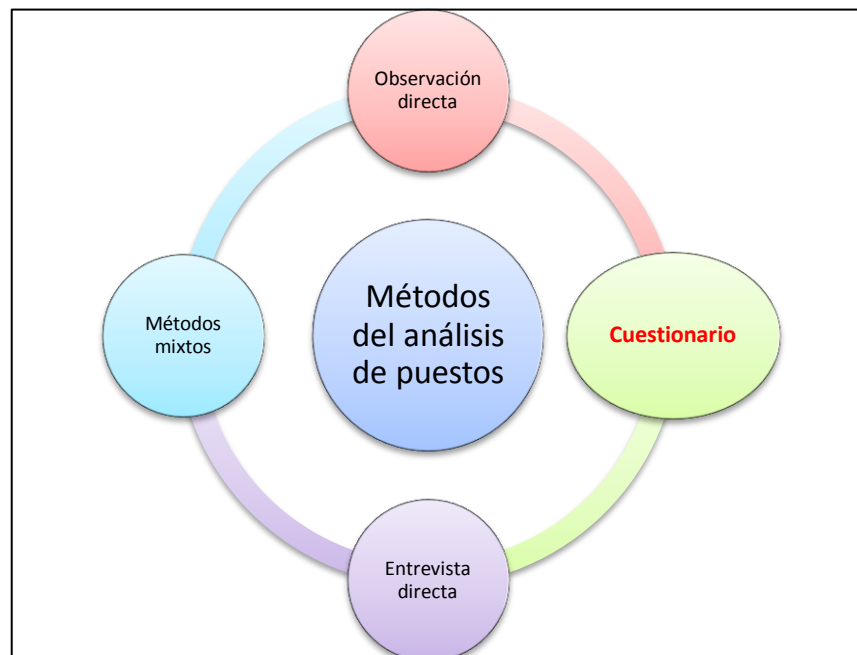 Observación
directa
Métodos
del análisis
de puestos
Cuestionario
Métodos
mixtos
Entrevista
directa